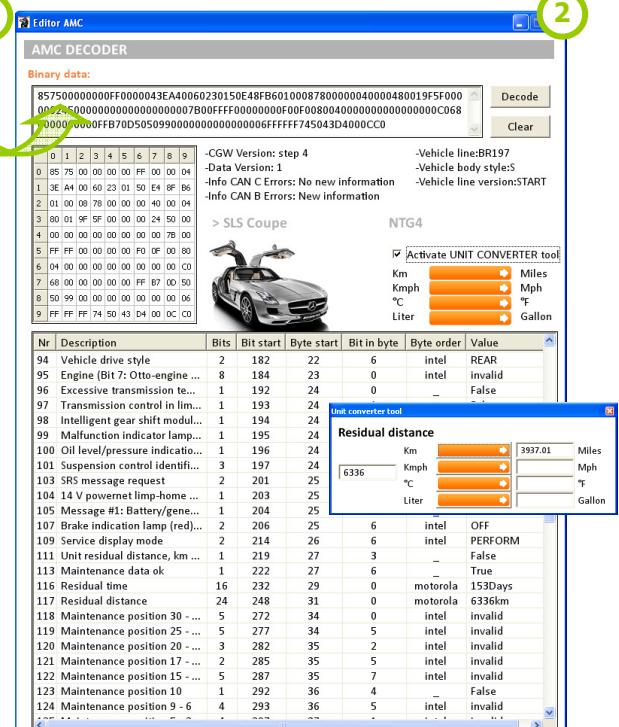 2
Editor AMC
AMC DECODER
Binary data:
857500000000FF0000043EA40060230150E48FB60100087800000040000480019F5F000
000000000000000000007B00FFFF00000000F00F00800400000000000000000C068
Decode
Clear
0 1 2 3 4 5 6 7 8 9
0 85 75 00 00 00 00 FF 00 00 04
1 3E A4 00 60 23 01 50 E4 8F B6
2 01 00 08 78 00 00 00 40 00 04
3 80 01 9F 5F 00 00 00 24 50 00
4 00 00 00 00 00 00 00 00 7B 00
5 FF FF 00 00 00 00 F0 0F 00 80
6 04 00 00 00 00 00 00 00 00 C0
7 68 00 00 00 00 00 FF B7 0D 50
8 50 99 00 00 00 00 00 00 00 06
9 FF FF FF 74 50 43 D4 00 0C C0
-CGW Version: step 4
-Data Version: 1
-Info CAN C Errors: No new information
-Info CAN B Errors: New information
-Vehicle line:BR197
-Vehicle body style:S
-Vehicle line version:START
> SLS Coupe
NTG4
Activate UNIT CONVERTER tool
Km Miles
Kmph Mph
°C °F
Liter Gallon
Nr Description Bits Bit start Byte start Bit in byte Byte order Value
94 Vehicle drive style 2 182 22 6 intel REAR
95 Engine (Bit 7: Otto-engine ... 8 184 23 0 intel invalid
96 Excessive transmission te... 1 192 24 0 _ False
97 Transmission control in lim... 1 193 24
98 Intelligent gear shift modul... 1 194 24
99 Malfunction indicator lamp... 1 195 24
100 Oil level/pressure indicatio... 1 196 24
101 Suspension control identifi... 3 197 24
103 SRS message request 2 201 25
104 14 V powernet limp-home ... 1 203 25
105 Message #1: Battery/gene... 1 204 25
107 Brake indication lamp (red)... 2 206 25 6 intel OFF
109 Service display mode 2 214 26 6 intel PERFORM
111 Unit residual distance, km ... 1 219 27 3 _ False
113 Maintenance data ok 1 222 27 6 _ True
116 Residual time 16 232 29 0 motorola 153Days
117 Residual distance 24 248 31 0 motorola 6336km
118 Maintenance position 30 - ... 5 272 34 0 intel invalid
119 Maintenance position 25 - ... 5 277 34 5 intel invalid
120 Maintenance position 20 - ... 3 282 35 2 intel invalid
121 Maintenance position 17 - ... 2 285 35 5 intel invalid
122 Maintenance position 15 - ... 5 287 35 7 intel invalid
123 Maintenance position 10 1 292 36 4 _ False
124 Maintenance position 9 - 6 4 293 36 5 intel invalid
Unit converter tool
Residual distance
6336
Km 3937.01 Miles
Kmph Mph
°C °F
Liter Gallon